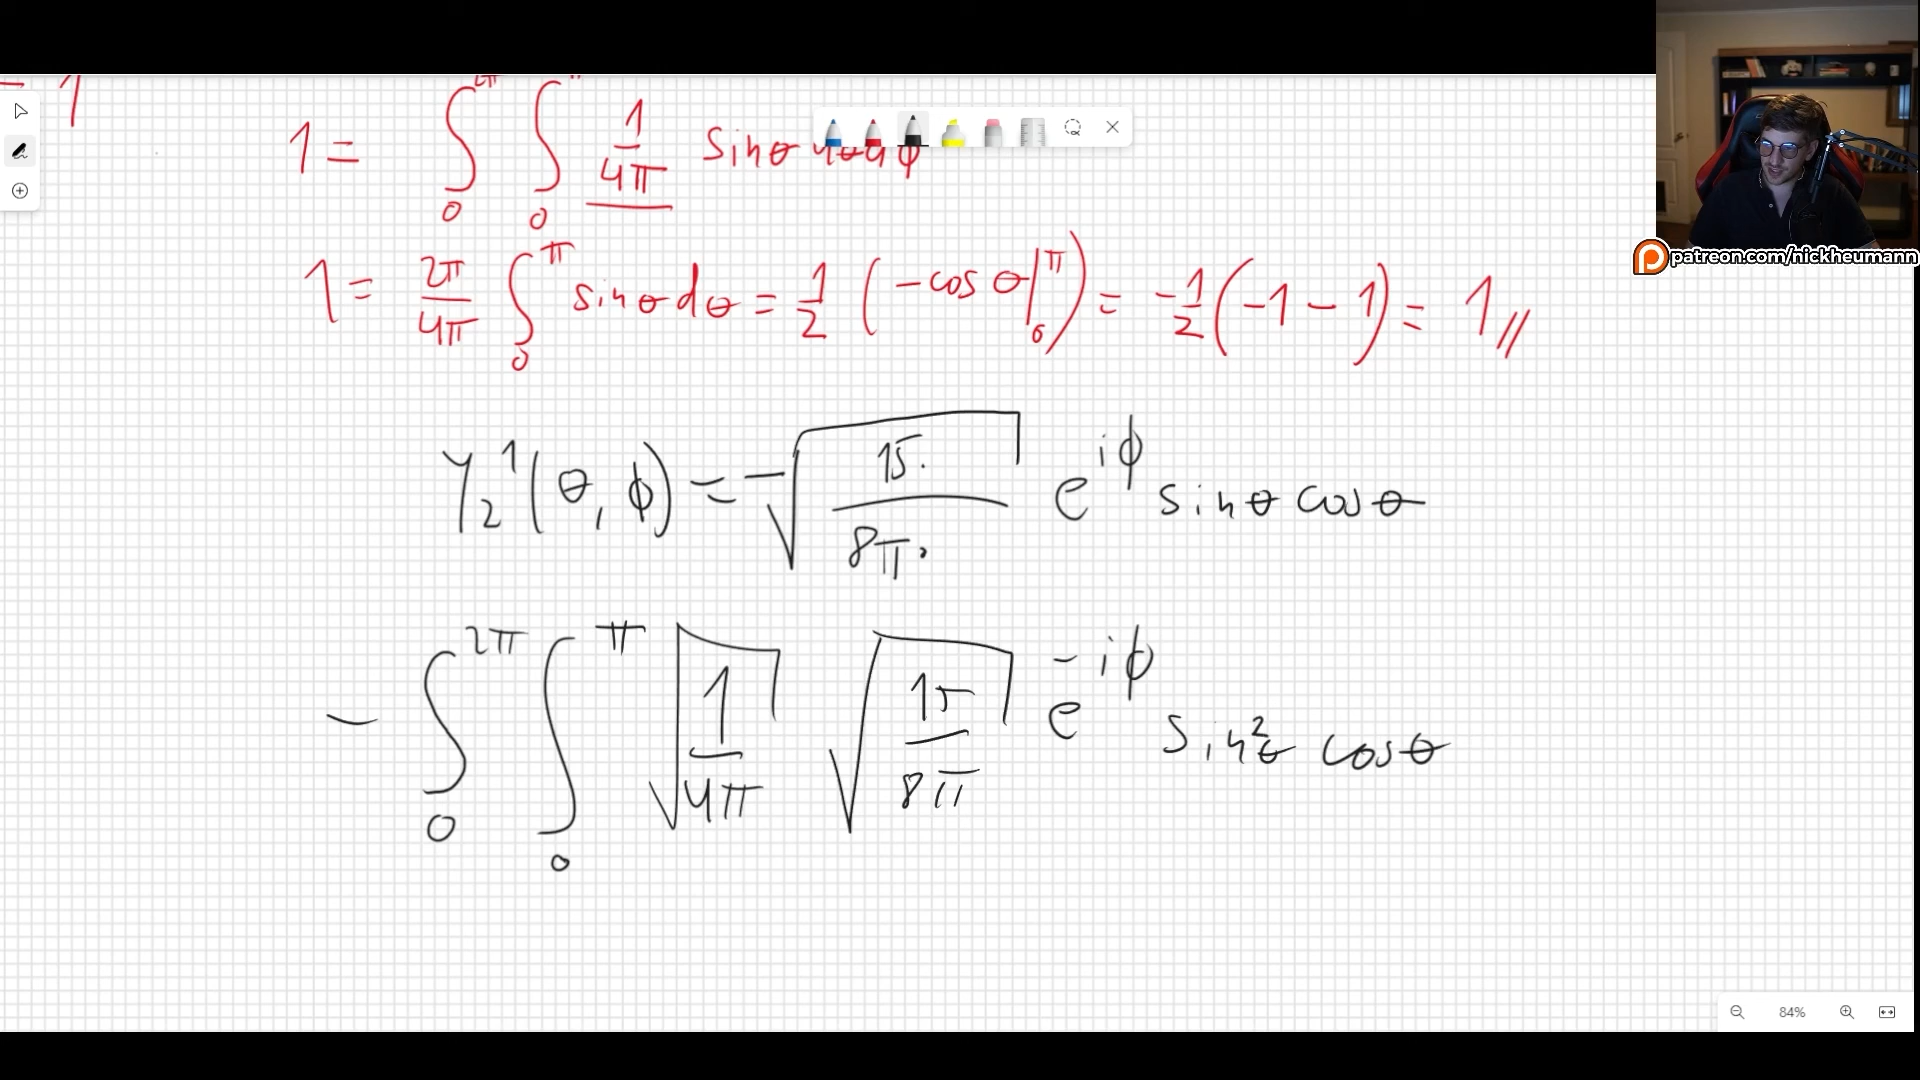 - 1
1 = ∫₀^2π ∫₀^π 1/4π sinθ dθdϕ
patreon.com/nickheumann
1 = 2π/4π ∫₀^π sinθdθ = 1/2 (-cosθ|₀^π) = -1/2(-1-1) = 1//
Y₂¹(θ,ϕ) = -√(15/8π) e^iϕ sinθ cosθ
- ∫₀^2π ∫₀^π √(1/4π) √(15/8π) e^-iϕ sin²θ cosθ
84%